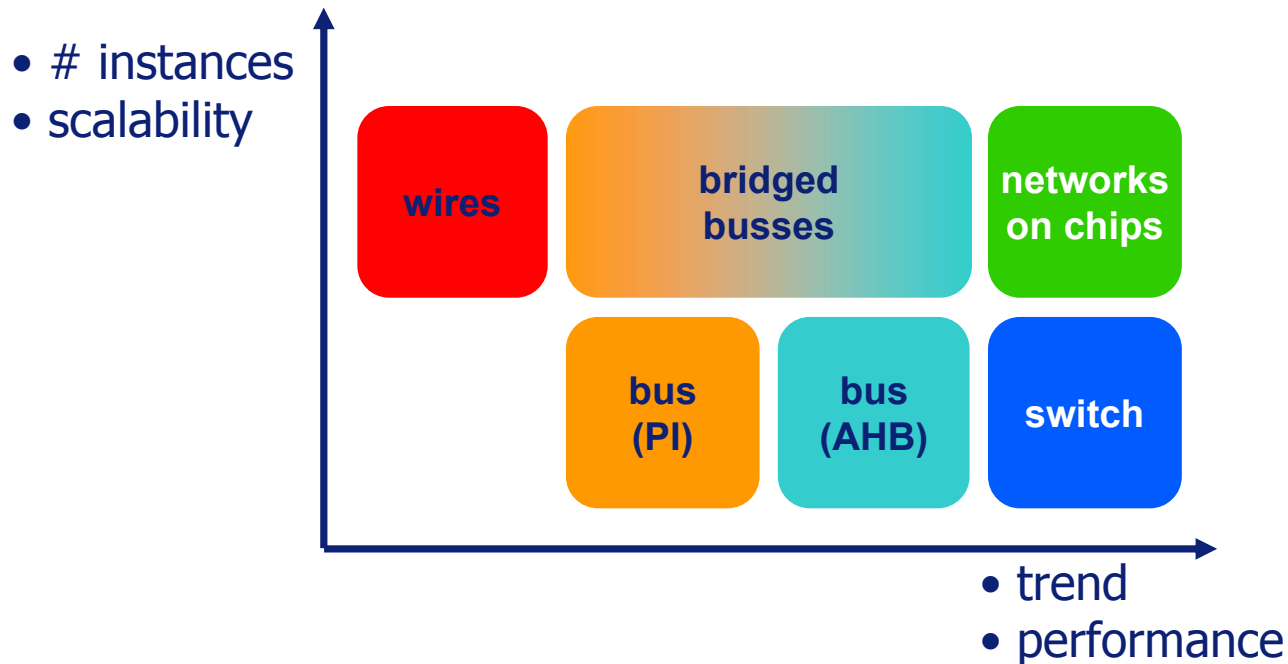 • # instances
• scalability
wires
bridged
busses
networks
on chips
bus
(PI)
bus
(AHB)
switch
• trend
• performance